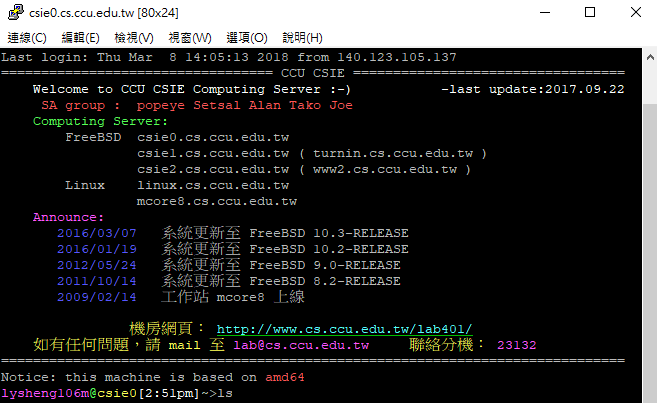 csie0.cs.ccu.edu.tw [80x24]
連線(C) 編輯(E) 檢視(V) 視窗(W) 選項(O) 說明(H)
Last login: Thu Mar  8 14:05:13 2018 from 140.123.105.137
================================== CCU CSIE ==================================
Welcome to CCU CSIE Computing Server :-) -last update:2017.09.22
SA group : popeye Setsal Alan Tako Joe
Computing Server:
FreeBSD csie0.cs.ccu.edu.tw
csie1.cs.ccu.edu.tw ( turnin.cs.ccu.edu.tw )
csie2.cs.ccu.edu.tw ( www2.cs.ccu.edu.tw )
Linux linux.cs.ccu.edu.tw
mcore8.cs.ccu.edu.tw
Announce:
2016/03/07 系統更新至 FreeBSD 10.3-RELEASE
2016/01/19 系統更新至 FreeBSD 10.2-RELEASE
2012/05/24 系統更新至 FreeBSD 9.0-RELEASE
2011/10/14 系統更新至 FreeBSD 8.2-RELEASE
2009/02/14 工作站 mcore8 上線
機房網頁： http://www.cs.ccu.edu.tw/lab401/
如有任何問題，請 mail 至 lab@cs.ccu.edu.tw 聯絡分機： 23132
==============================================================================
Notice: this machine is based on amd64
lysheng106m@csie0[2:51pm]~>ls